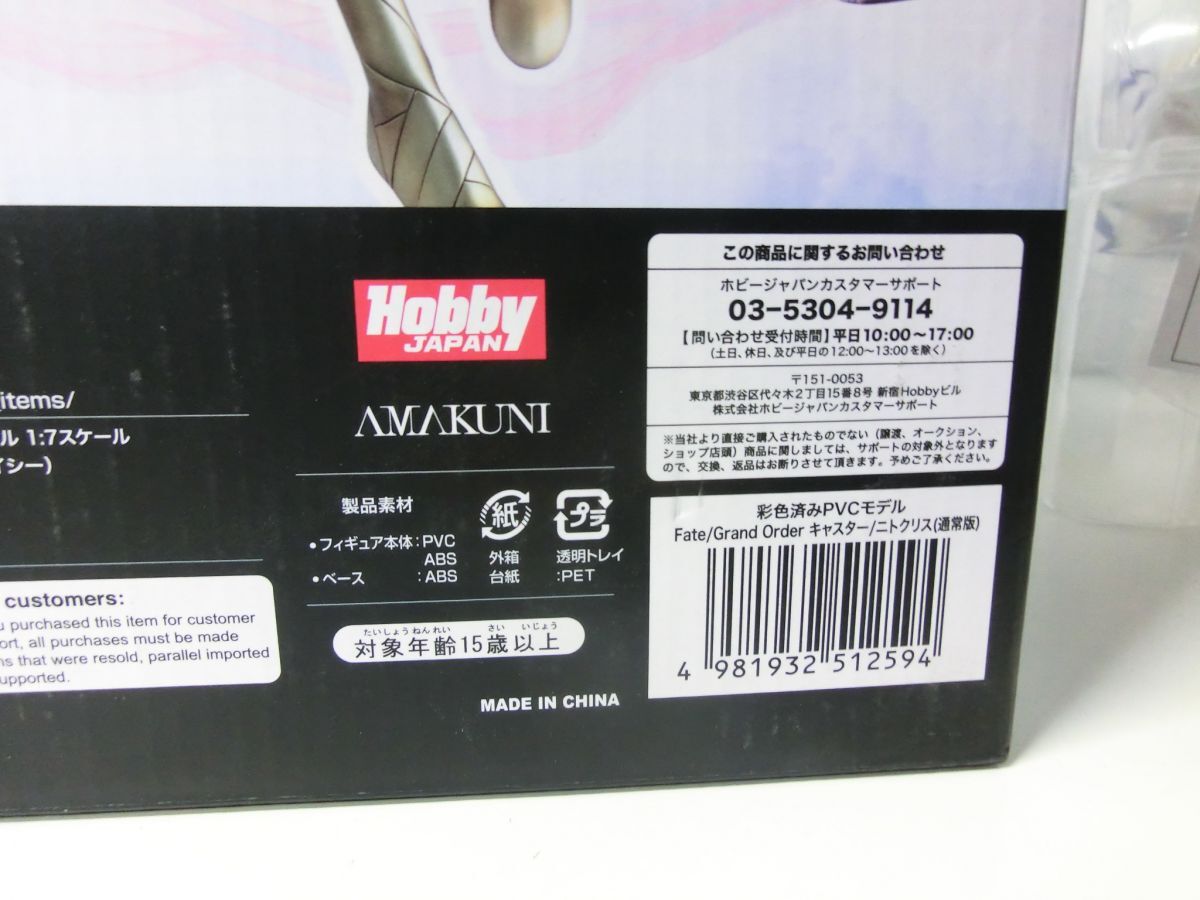 items/
ル 1:7スケール
イシー)
customers:
u purchased this item for customer
ort, all purchases must be made
ns that were resold, parallel imported
supported.
Hobby
JAPAN
AMAKUNI
製品素材
•フィギュア本体:PVC
ABS
•ベース :ABS
紙
外箱
台紙
プラ
透明トレイ
:PET
たいしょうねんれい さい いじょう
対象年齢15歳以上
MADE IN CHINA
この商品に関するお問い合わせ
ホビージャパンカスタマーサポート
03-5304-9114
【問い合わせ受付時間】平日10:00～17:00
(土日、休日、及び平日の12:00～13:00を除く)
〒151-0053
東京都渋谷区代々木2丁目15番8号 新宿Hobbyビル
株式会社ホビージャパンカスタマーサポート
※当社より直接ご購入されたものでない(譲渡、オークション、
ショップ店頭)商品に関しましては、サポートの対象外となります
ので、交換、返品はお断りさせて頂きます。予めご了承ください。
彩色済みPVCモデル
Fate/Grand Order キャスター/ニトクリス(通常版)
4 981932 512594